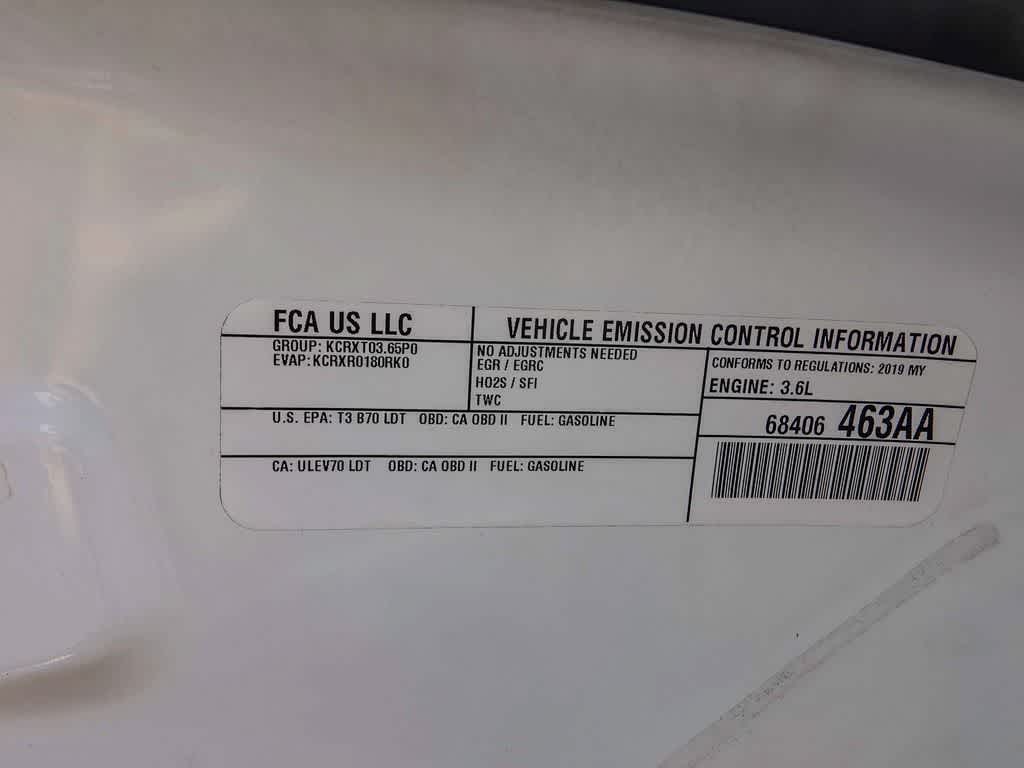 FCA US LLC
GROUP: KCRXT03.65P0
EVAP: KCRXR0180RK0
VEHICLE EMISSION CONTROL INFORMATION
NO ADJUSTMENTS NEEDED
EGR / EGRC
HO2S / SFI
TWC
CONFORMS TO REGULATIONS: 2019 MY
ENGINE: 3.6L
68406 463AA
U.S. EPA: T3 B70 LDT OBD: CA OBD II FUEL: GASOLINE
CA: ULEV70 LDT OBD: CA OBD II FUEL: GASOLINE